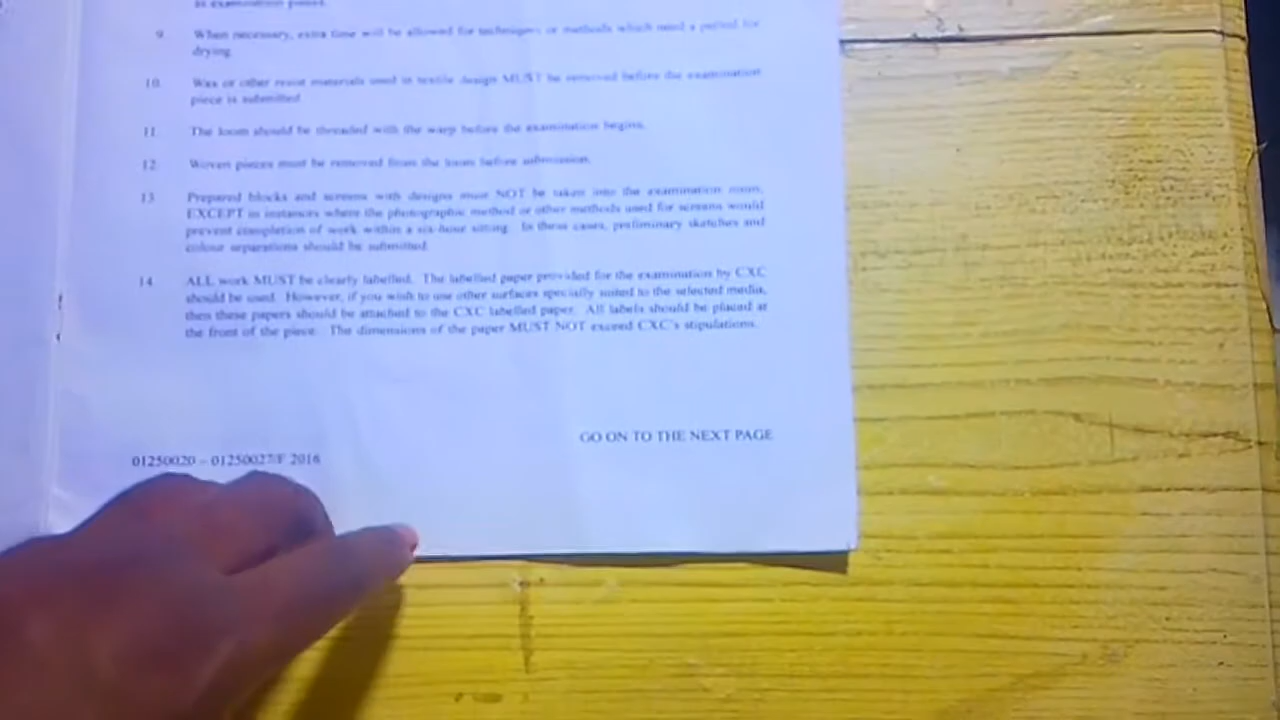 in examination pieces.
9. When necessary, extra time will be allowed for techniques or methods which need a period for
drying.
10. Wax or other resist materials used in textile design MUST be removed before the examination
piece is submitted.
11. The loom should be threaded with the warp before the examination begins.
12. Woven pieces must be removed from the loom before submission.
13. Prepared blocks and screens with designs must NOT be taken into the examination room,
EXCEPT in instances where the photographic method or other methods used for screens would
prevent completion of work within a six-hour sitting. In these cases, preliminary sketches and
colour separations should be submitted.
14. ALL work MUST be clearly labelled. The labelled paper provided for the examination by CXC
should be used. However, if you wish to use other surfaces specially suited to the selected media,
then these papers should be attached to the CXC labelled paper. All labels should be placed at
the front of the piece. The dimensions of the paper MUST NOT exceed CXC's stipulations.
GO ON TO THE NEXT PAGE
01250020 – 01250027/F 2016